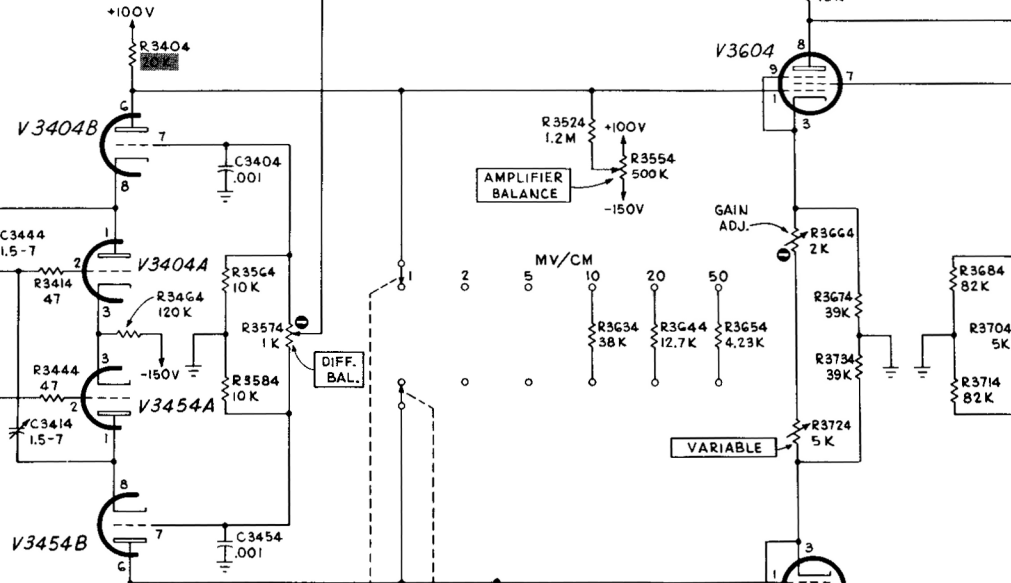 +100V
R3404
20K
V3404B
6
7
8
C3404
.001
V3604
8
9
7
1
3
R3524
1.2M
+100V
R3554
500K
-150V
AMPLIFIER
BALANCE
C3444
1.5-7
1
2
3
V3404A
R3414
47
R3464
120K
-150V
R3564
10K
R3574
1K
DIFF.
BAL.
R3584
10K
R3444
47
3
2
1
V3454A
C3414
1.5-7
8
7
6
V3454B
C3454
.001
MV/CM
1
2
5
10
20
50
R3634
38K
R3644
12.7K
R3654
4.23K
GAIN
ADJ.
R3664
2K
R3674
39K
R3734
39K
R3724
5K
VARIABLE
R3684
82K
R3704
5K
R3714
82K
3
1